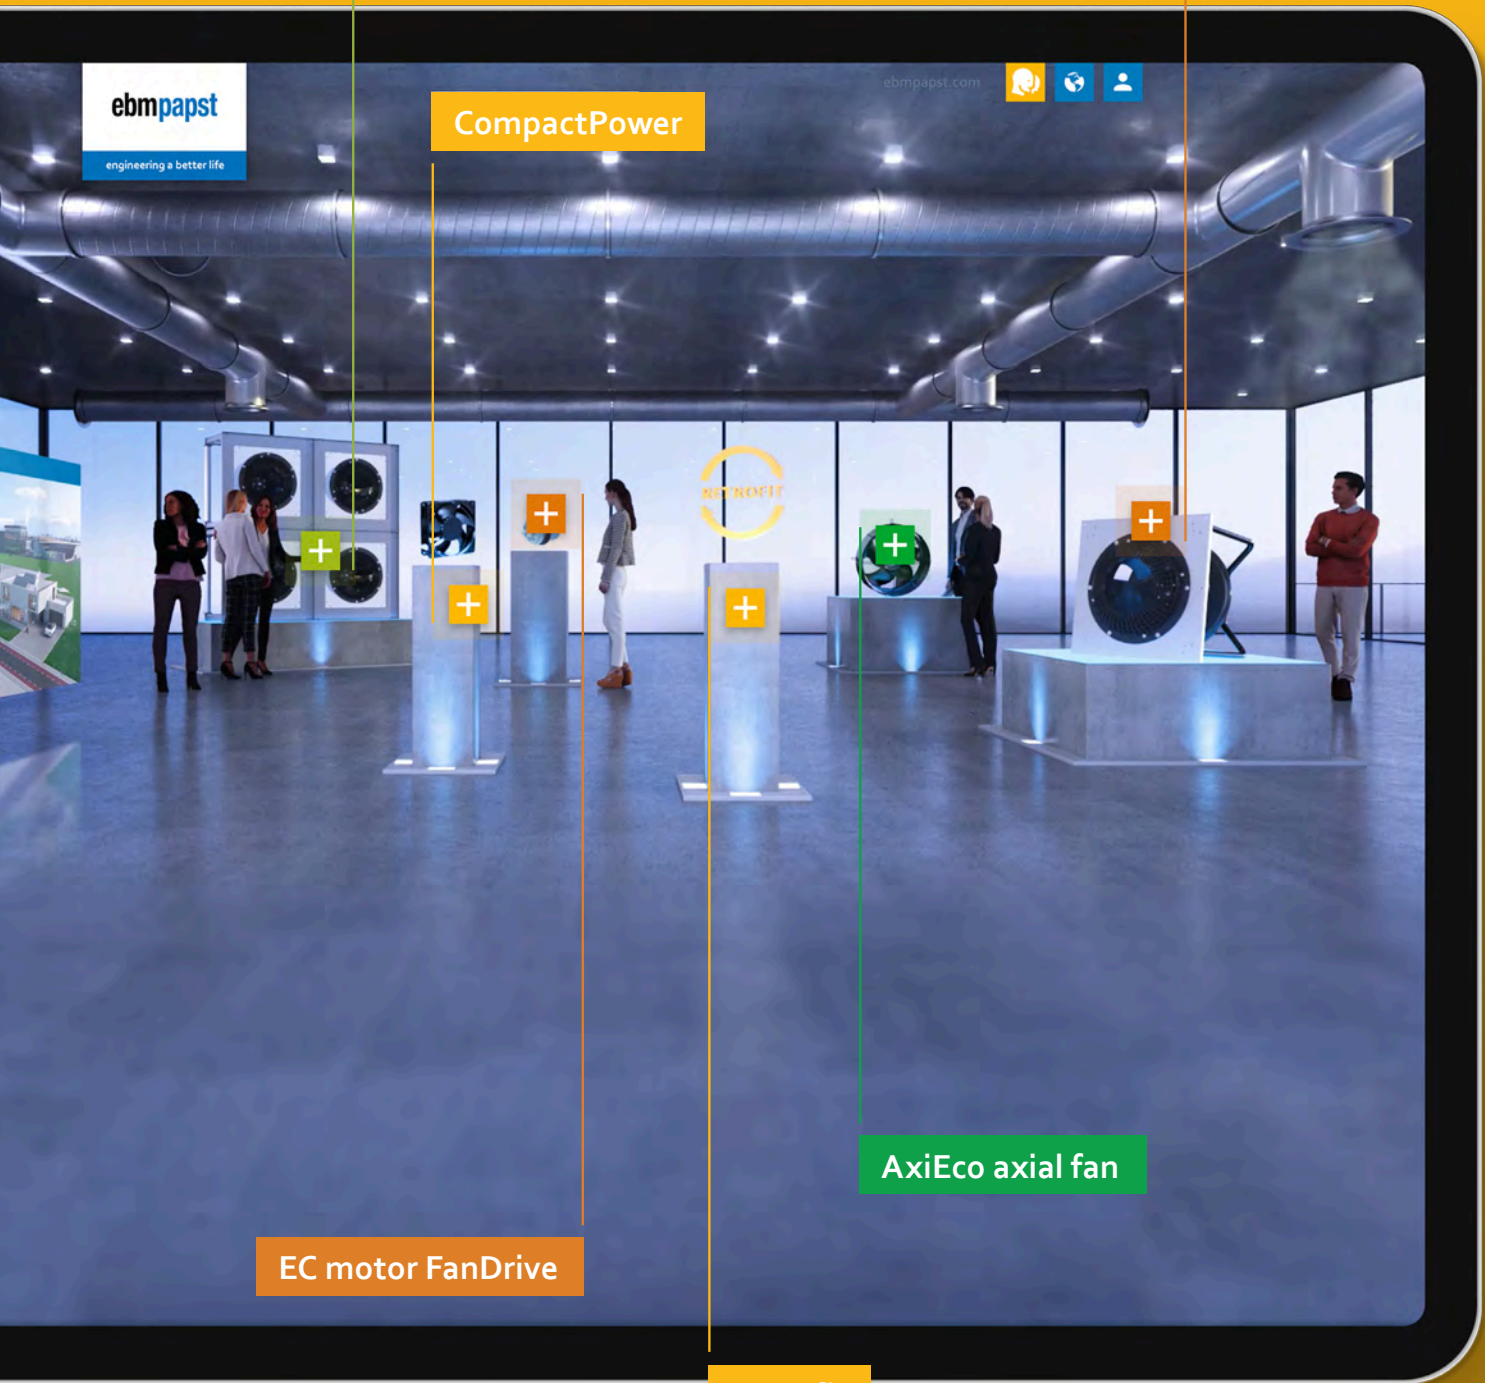 ebmpapst
engineering a better life
ebmpapst.com
CompactPower
RETROFIT
AxiEco axial fan
EC motor FanDrive